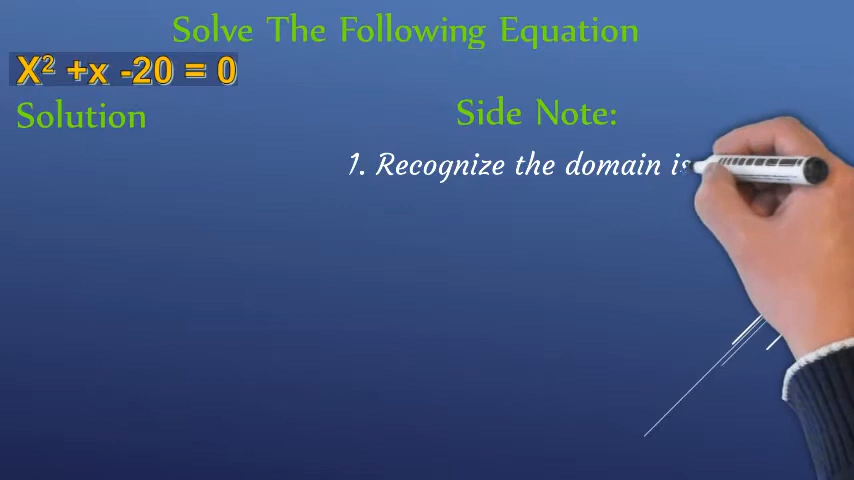 Solve The Following Equation
X² +x -20 = 0
Solution
Side Note:
1. Recognize the domain is